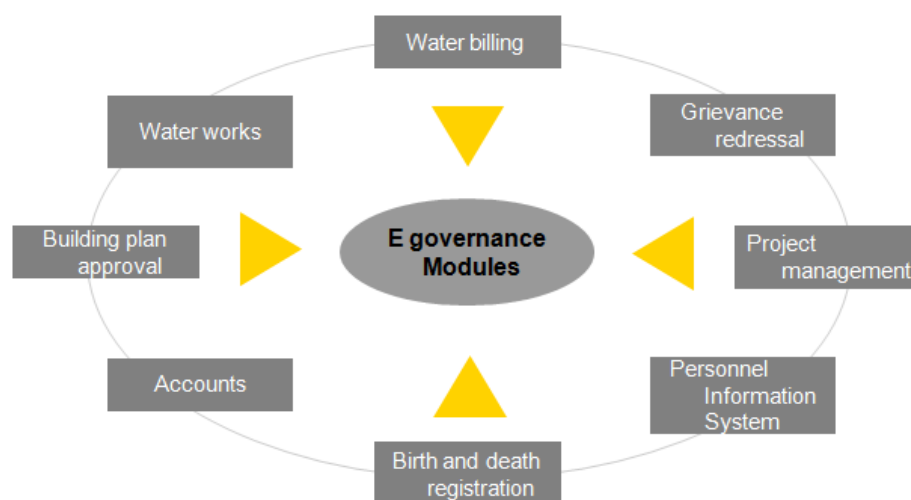 Water billing
Water works
Grievance
redressal
Building plan
approval
E governance
Modules
Project
management
Accounts
Personnel
Information
System
Birth and death
registration